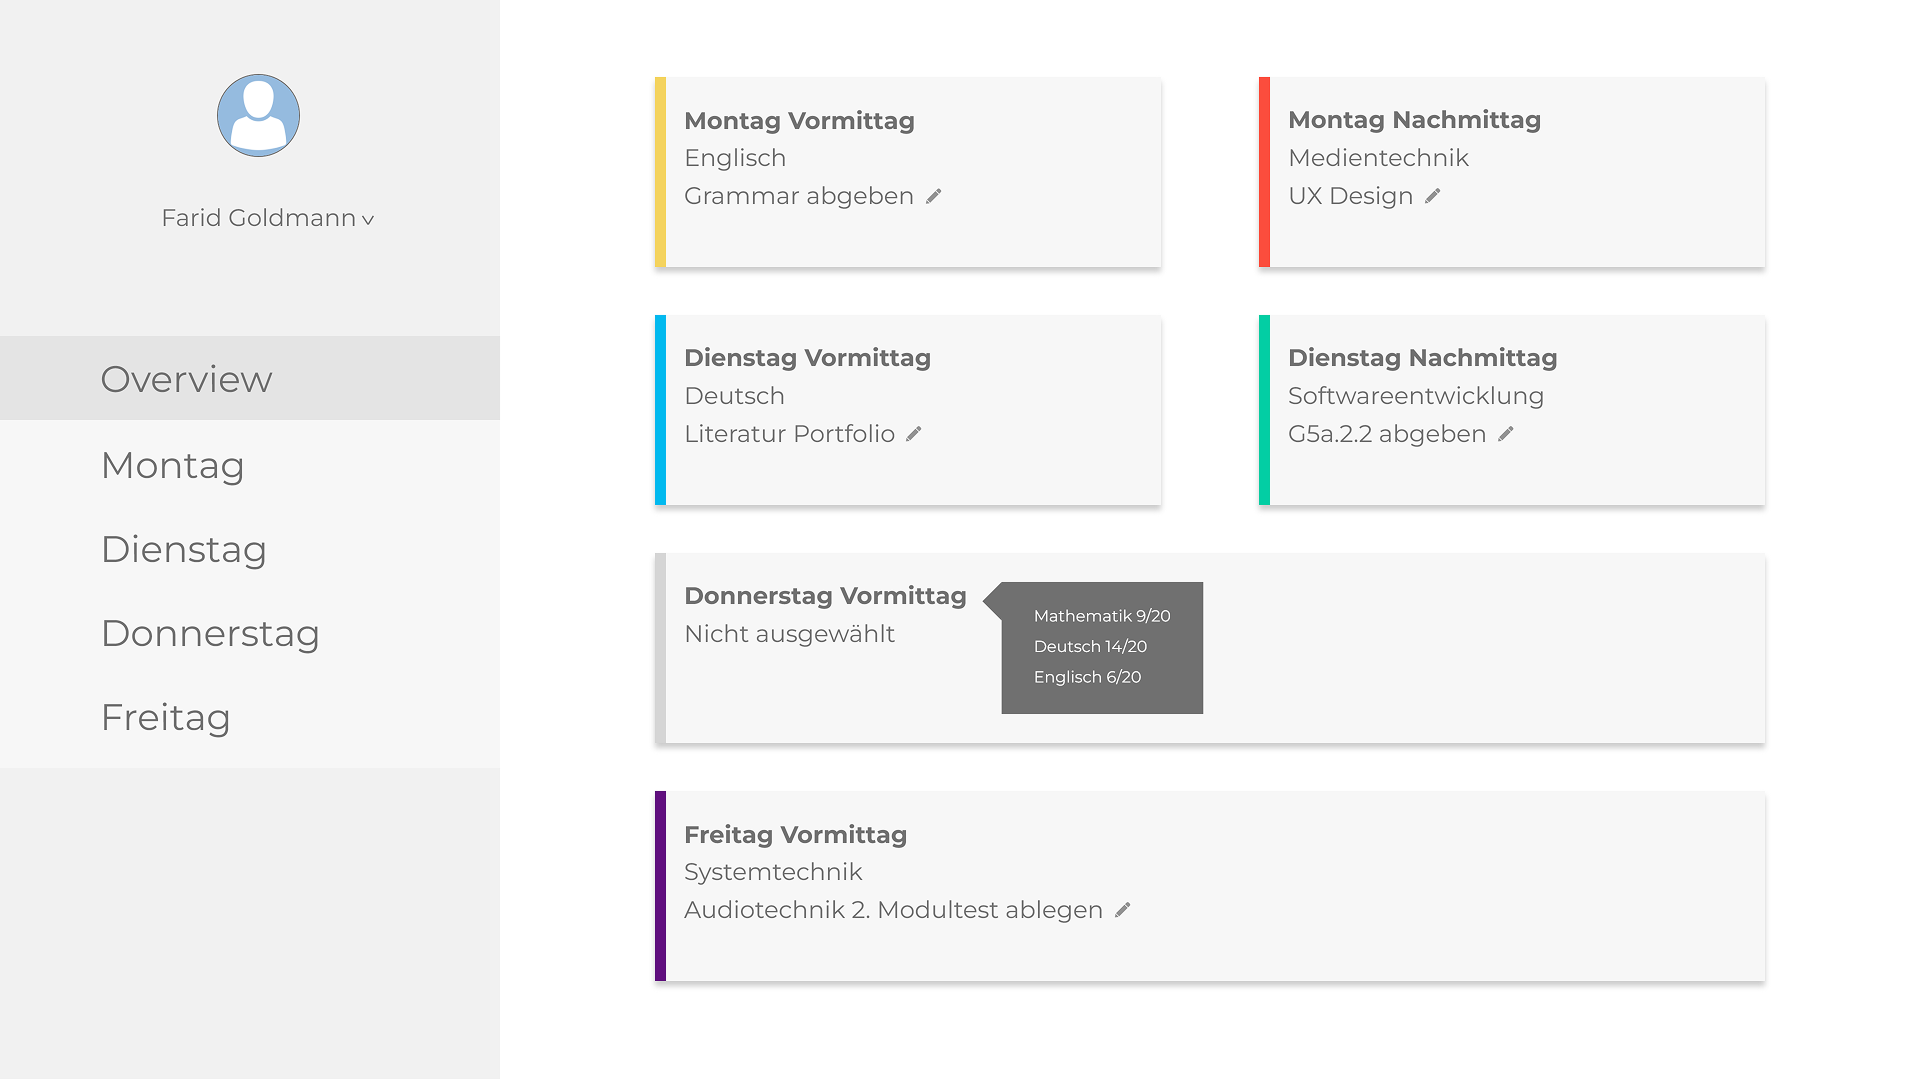 Farid Goldmann
Overview
Montag
Dienstag
Donnerstag
Freitag
Montag Vormittag
Englisch
Grammar abgeben
Montag Nachmittag
Medientechnik
UX Design
Dienstag Vormittag
Deutsch
Literatur Portfolio
Dienstag Nachmittag
Softwareentwicklung
G5a.2.2 abgeben
Donnerstag Vormittag
Nicht ausgewählt
Mathematik 9/20
Deutsch 14/20
Englisch 6/20
Freitag Vormittag
Systemtechnik
Audiotechnik 2. Modultest ablegen